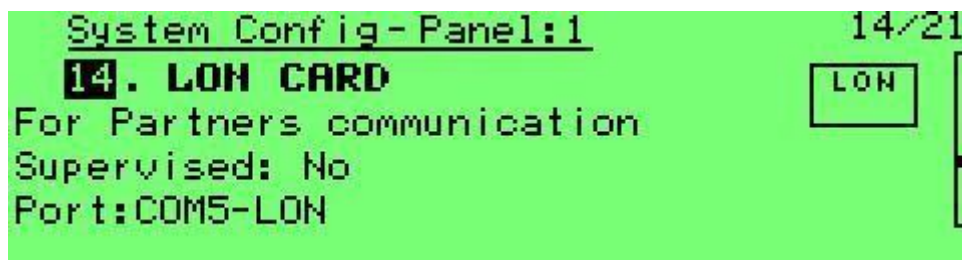 System Config-Panel:1 14/21
14. LON CARD
LON
For Partners communication
Supervised: No
Port:COM5-LON